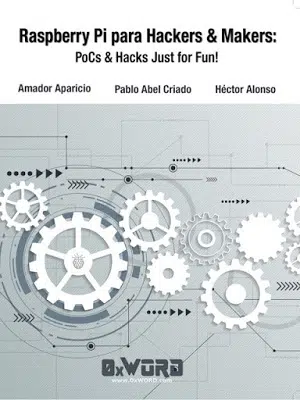 Raspberry Pi para Hackers & Makers:
PoCs & Hacks Just for Fun!
Amador Aparicio Pablo Abel Criado Héctor Alonso
0xWORD
www.0xWORD.com